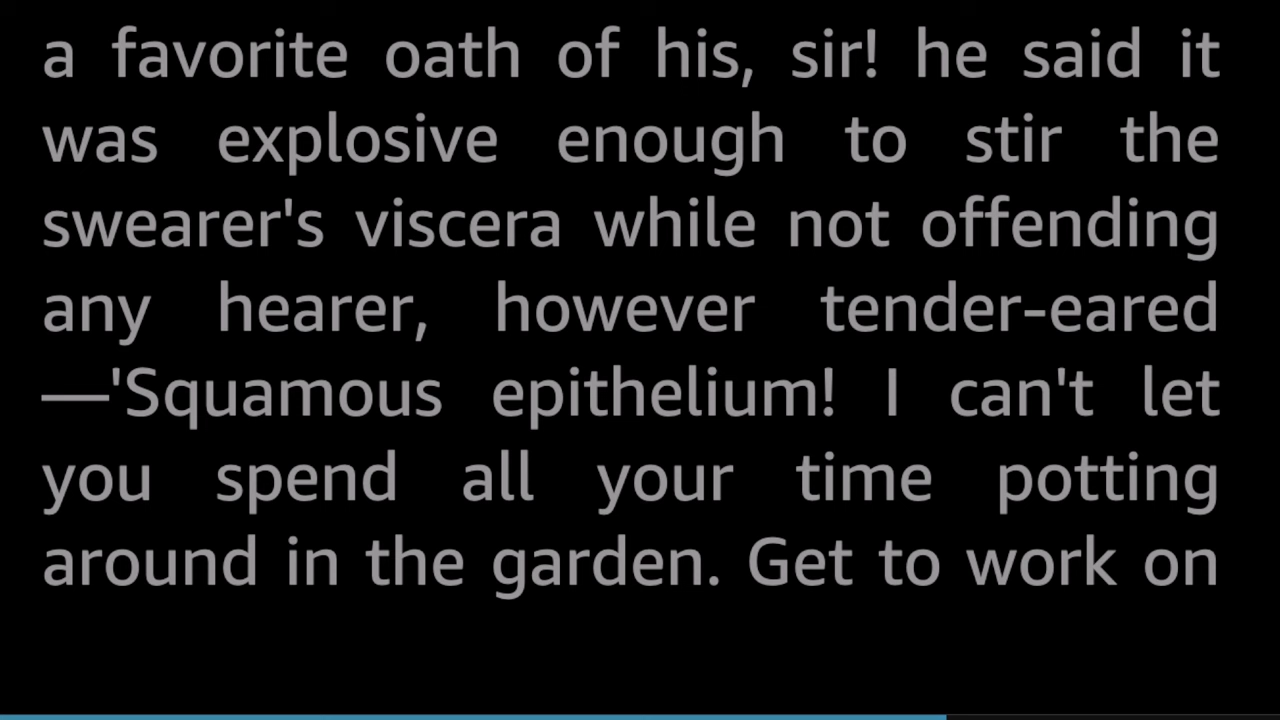 a favorite oath of his, sir! he said it
was explosive enough to stir the
swearer's viscera while not offending
any hearer, however tender-eared
—'Squamous epithelium! I can't let
you spend all your time potting
around in the garden. Get to work on